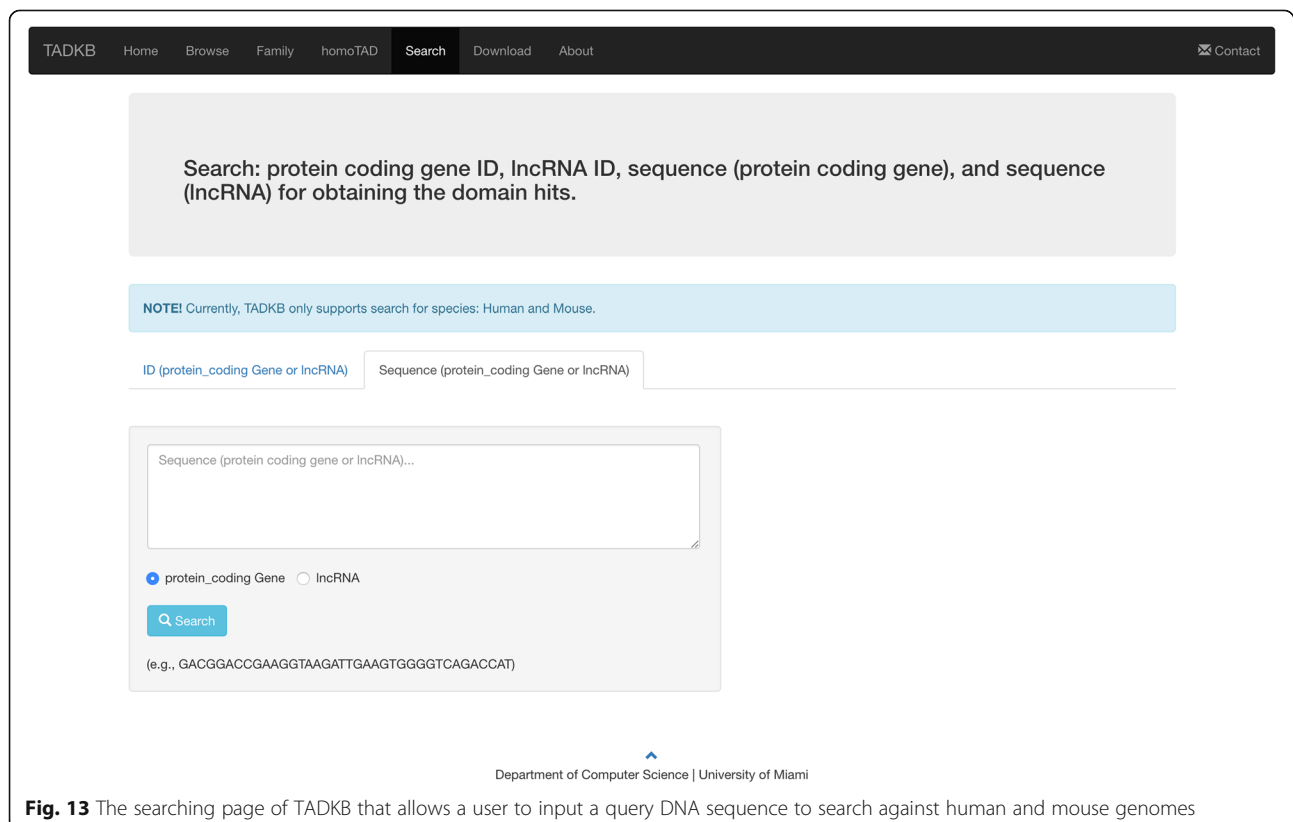 TADKB Home Browse Family homoTAD Search Download About Contact
Search: protein coding gene ID, lncRNA ID, sequence (protein coding gene), and sequence
(lncRNA) for obtaining the domain hits.
NOTE! Currently, TADKB only supports search for species: Human and Mouse.
ID (protein_coding Gene or lncRNA) Sequence (protein_coding Gene or lncRNA)
Sequence (protein coding gene or lncRNA)...
protein_coding Gene lncRNA
Search
(e.g., GACGGACCGAAGGTAAGATTGAAGTGGGGTCAGACCAT)
Department of Computer Science | University of Miami
Fig. 13 The searching page of TADKB that allows a user to input a query DNA sequence to search against human and mouse genomes